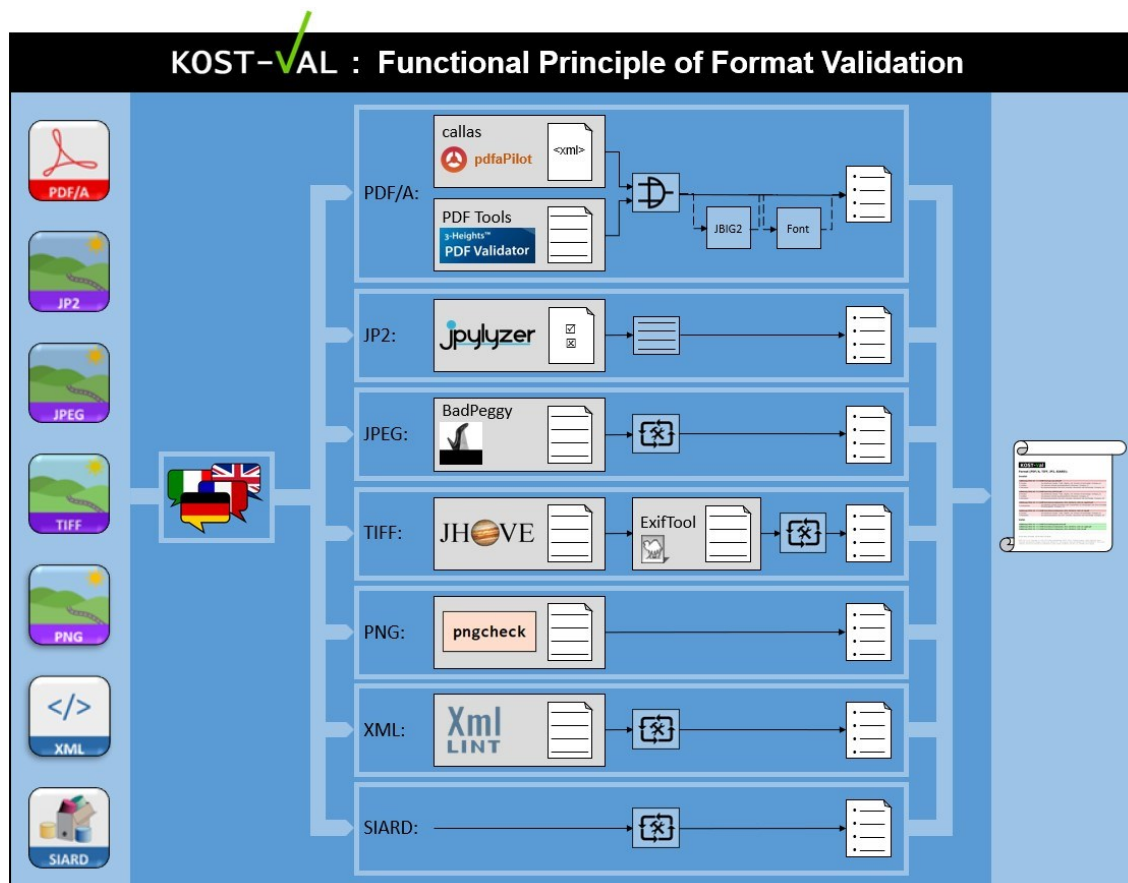 KOST-VAL : Functional Principle of Format Validation
PDF/A
JP2
JPEG
TIFF
PNG
XML
</>
SIARD
PDF/A:
callas
pdfaPilot
<xml>
PDF Tools
3-Heights™
PDF Validator
JBIG2
Font
JP2:
jpylyzer
JPEG:
BadPeggy
TIFF:
JHOVE
ExifTool
PNG:
pngcheck
XML:
Xml
LINT
SIARD:
KOST-Val